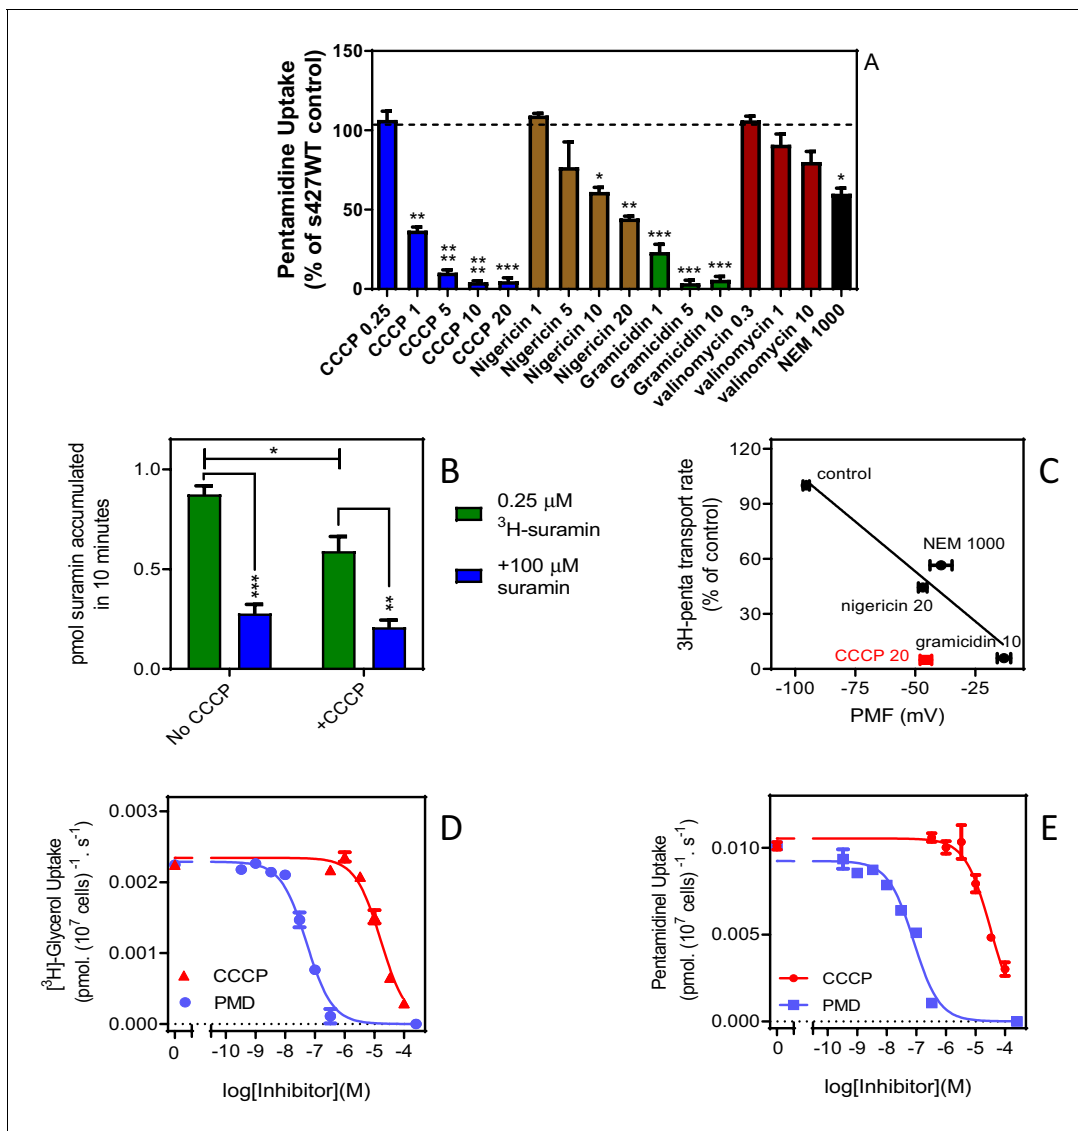 A
Pentamidine Uptake
(% of s427WT control)
150
100
50
0
**
**
**
**
**
***
*
**
***
***
***
*
CCCP 0.25
CCCP 1
CCCP 5
CCCP 10
CCCP 20
Nigericin 1
Nigericin 5
Nigericin 10
Nigericin 20
Gramicidin 1
Gramicidin 5
Gramicidin 10
valinomycin 0.3
valinomycin 1
valinomycin 10
NEM 1000
B
pmol suramin accumulated
in 10 minutes
1.0
0.5
0.0
*
***
**
No CCCP
+CCCP
0.25 µM
³H-suramin
+100 µM
suramin
C
3H-penta transport rate
(% of control)
120
90
60
30
0
control
NEM 1000
nigericin 20
gramicidin 10
CCCP 20
-100
-75
-50
-25
PMF (mV)
D
[³H]-Glycerol Uptake
(pmol. (10⁷ cells)⁻¹. s⁻¹)
0.003
0.002
0.001
0.000
CCCP
PMD
0 -10 -9 -8 -7 -6 -5 -4
log[Inhibitor](M)
E
Pentamidinel Uptake
(pmol. (10⁷ cells)⁻¹. s⁻¹)
0.010
0.005
0.000
CCCP
PMD
0 -10 -9 -8 -7 -6 -5 -4
log[Inhibitor](M)